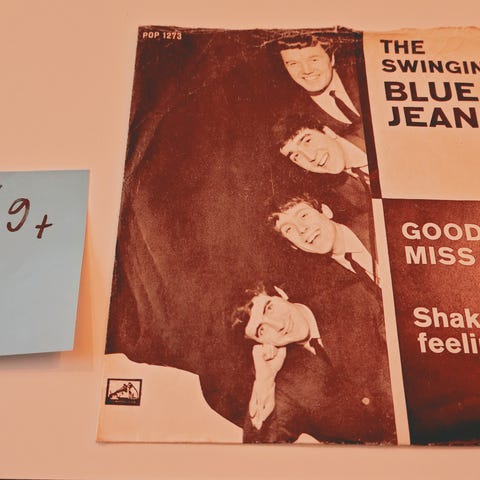 9+
POP 1273
THE
SWINGIN
BLUE
JEAN
GOOD
MISS
Shak
feeli